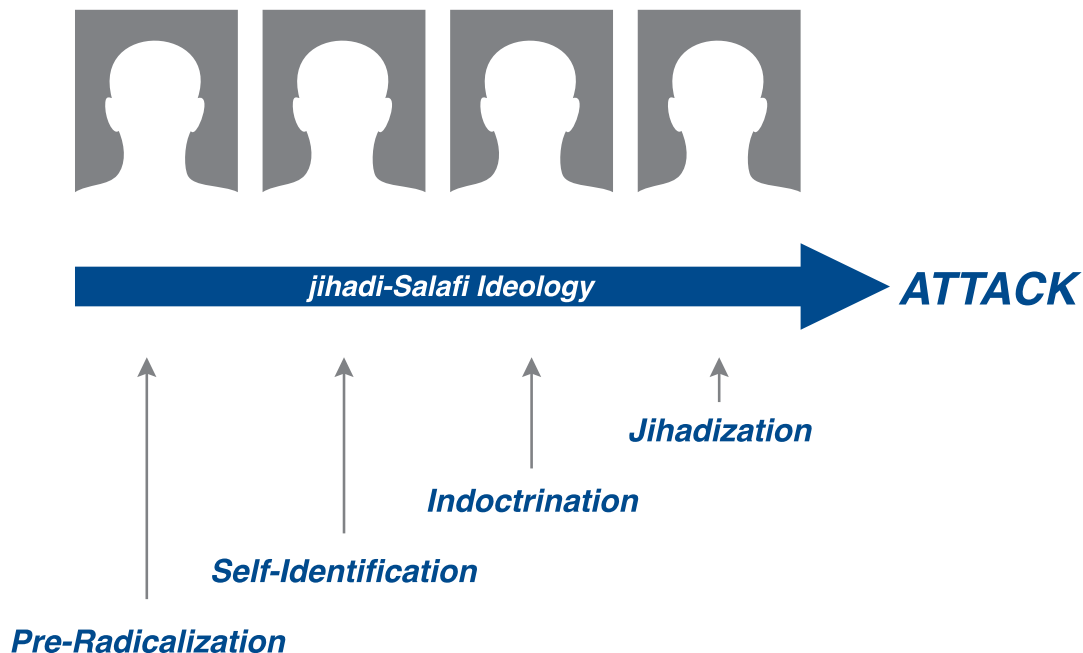 jihadi-Salafi Ideology
ATTACK
Jihadization
Indoctrination
Self-Identification
Pre-Radicalization